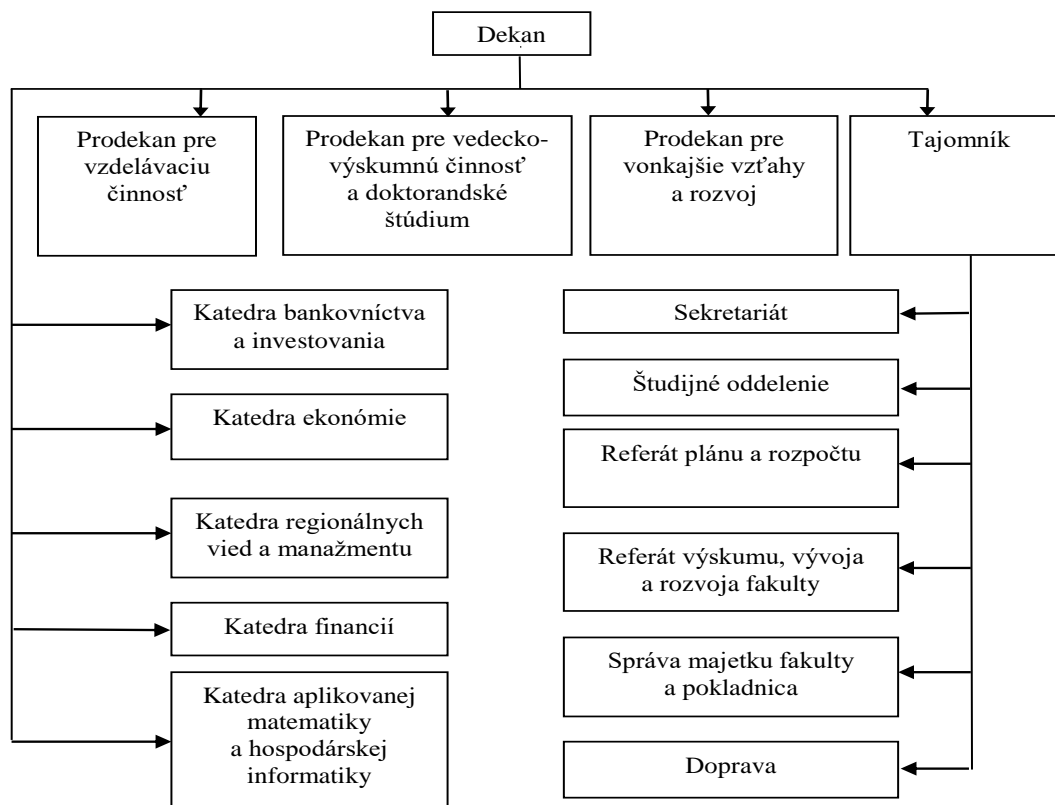 Dekan
Prodekan pre
vzdelávaciu
činnosť
Prodekan pre vedecko-
výskumnú činnosť
a doktorandské
štúdium
Prodekan pre
vonkajšie vzťahy
a rozvoj
Tajomník
Katedra bankovníctva
a investovania
Katedra ekonómie
Katedra regionálnych
vied a manažmentu
Katedra financií
Katedra aplikovanej
matematiky
a hospodárskej
informatiky
Sekretariát
Študijné oddelenie
Referát plánu a rozpočtu
Referát výskumu, vývoja
a rozvoja fakulty
Správa majetku fakulty
a pokladnica
Doprava